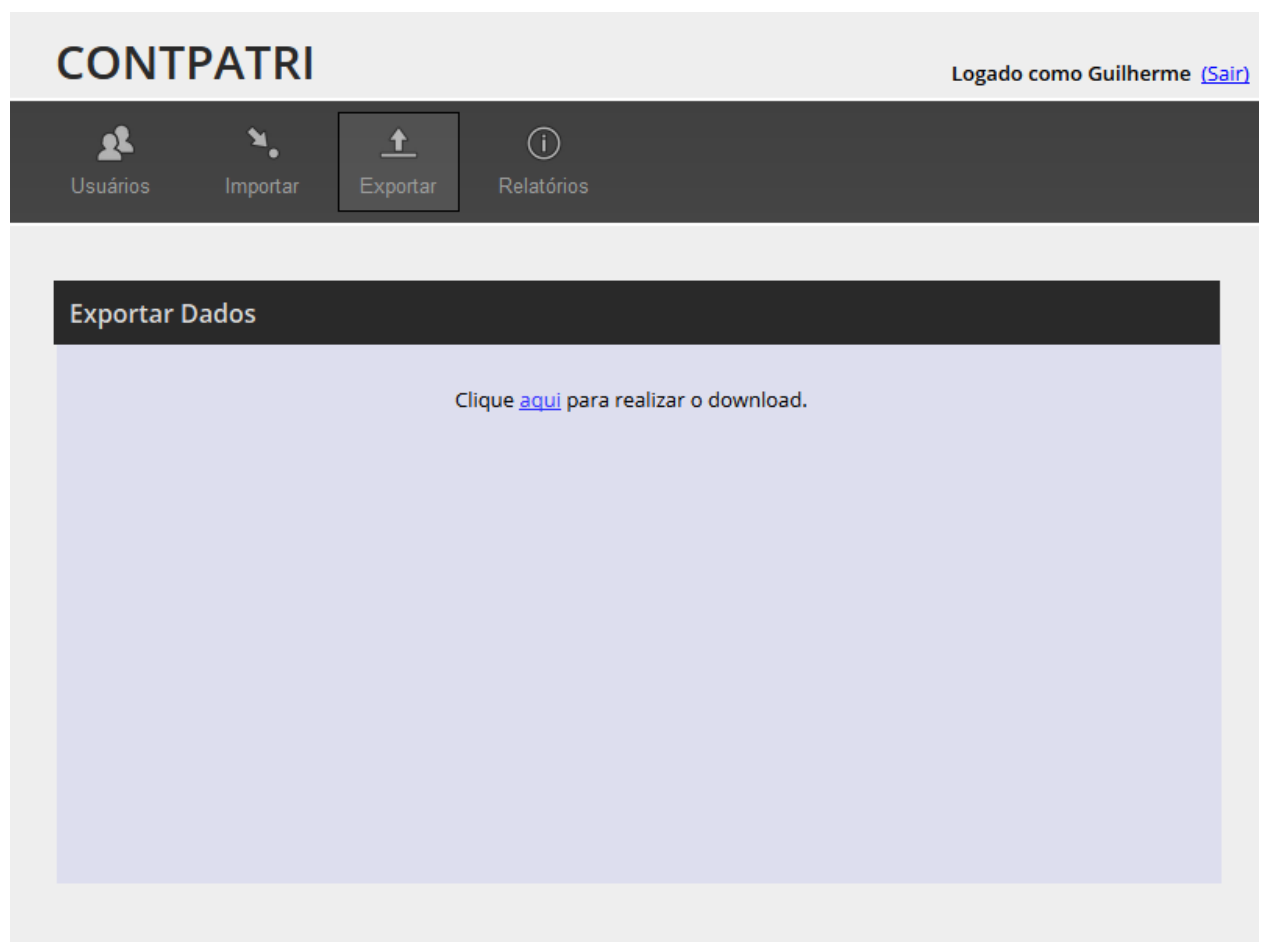 CONTPATRI
Logado como Guilherme (Sair)
Usuários Importar Exportar Relatórios
Exportar Dados
Clique aqui para realizar o download.